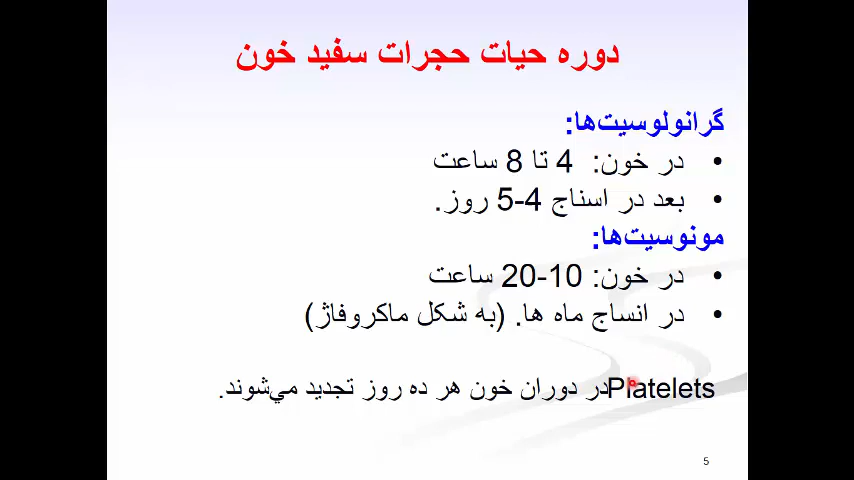 دوره حیات حجرات سفید خون
گرانولوسیت‌ها:
• در خون: 4 تا 8 ساعت
• بعد در اسناج 4-5 روز.
مونوسیت‌ها:
• در خون: 10-20 ساعت
• در انساج ماه ها. (به شکل ماکروفاژ)
Platelets در دوران خون هر ده روز تجدید می‌شوند.
5